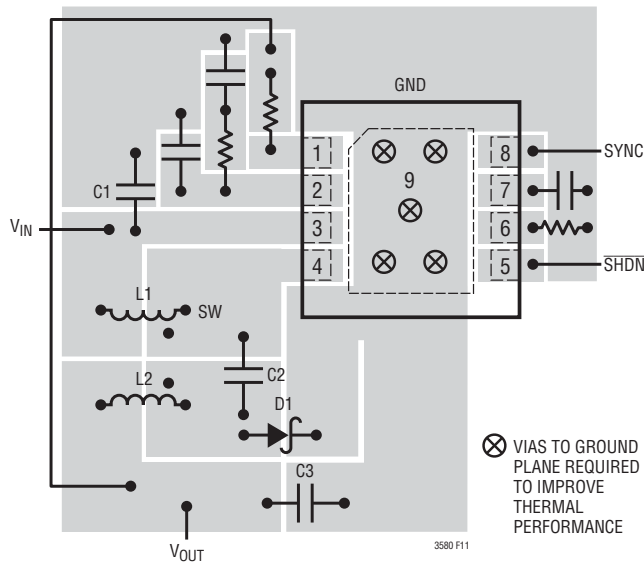 GND
1
8
SYNC
9
2
7
C1
VIN
3
6
4
5
SHDN
L1
SW
L2
C2
D1
VIAS TO GROUND
PLANE REQUIRED
TO IMPROVE
THERMAL
PERFORMANCE
C3
VOUT
3580 F11